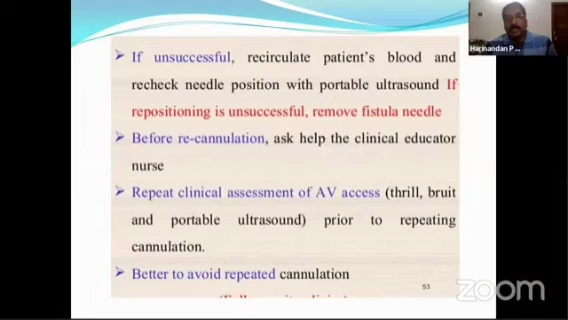 Harinandan P ...
➢ If unsuccessful, recirculate patient's blood and
recheck needle position with portable ultrasound If
repositioning is unsuccessful, remove fistula needle
➢ Before re-cannulation, ask help the clinical educator
nurse
➢ Repeat clinical assessment of AV access (thrill, bruit
and portable ultrasound) prior to repeating
cannulation.
➢ Better to avoid repeated cannulation
53
zoom